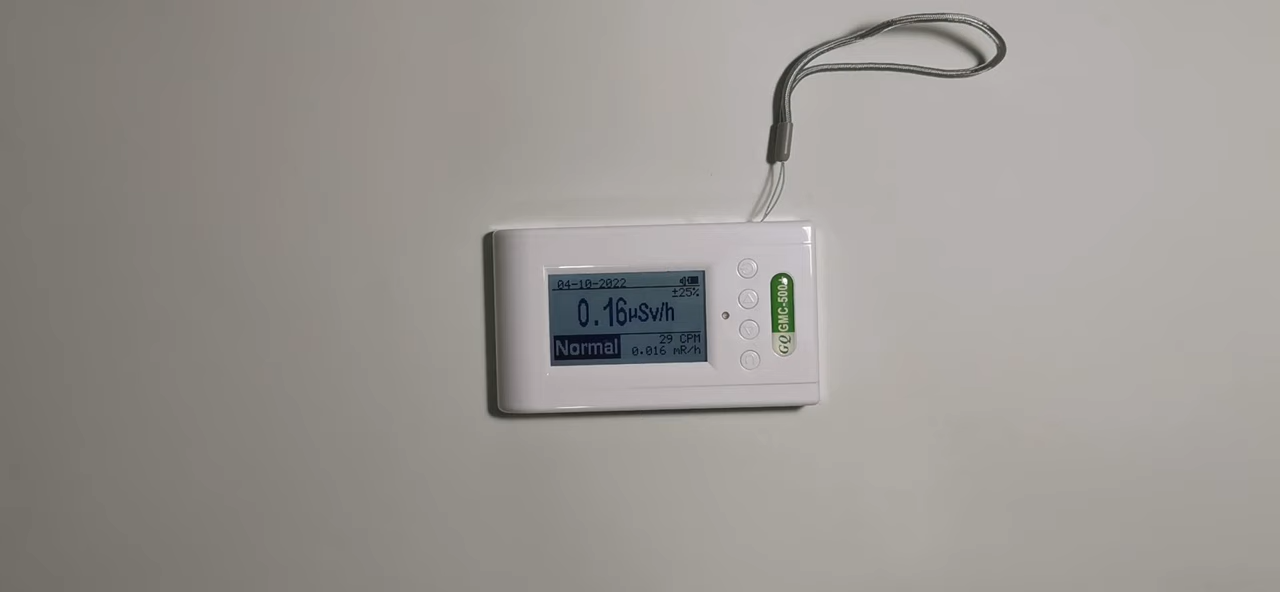 04-10-2022
±25%
0.16µSv/h
Normal
29 CPM
0.016 mR/h
GQ GMC-500+